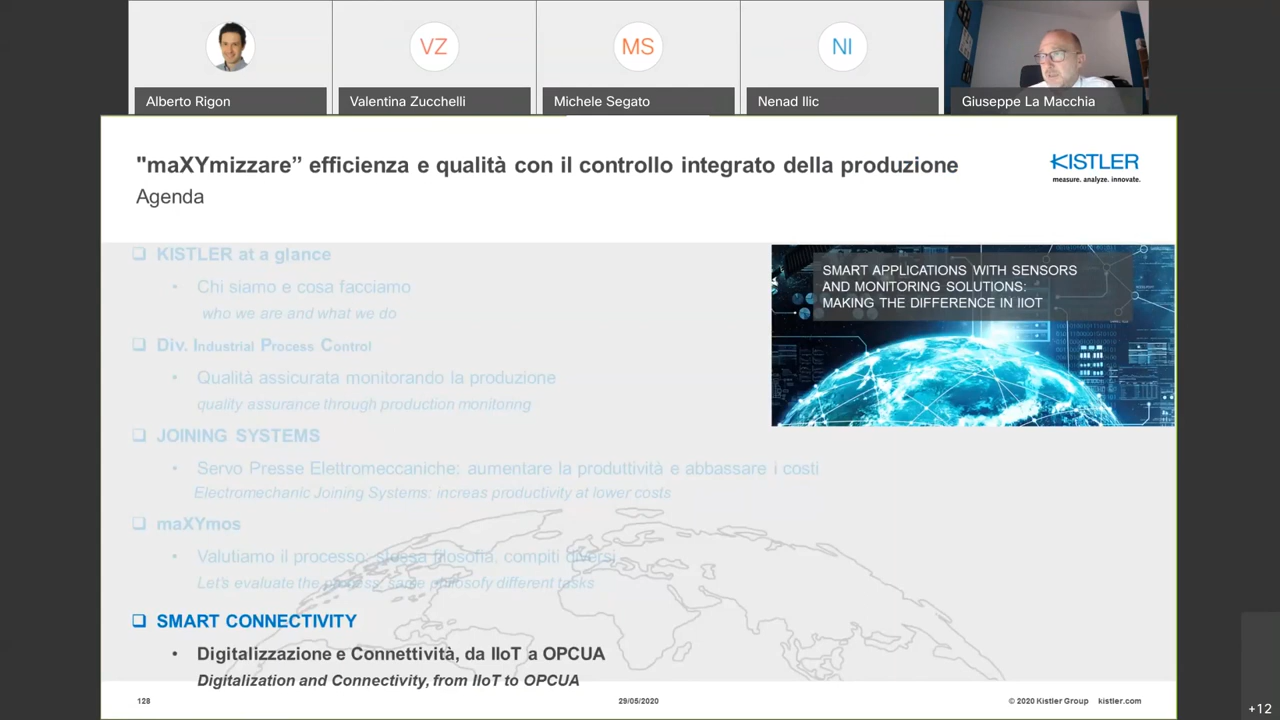 VZ
MS
NI
Alberto Rigon
Valentina Zucchelli
Michele Segato
Nenad Ilic
Giuseppe La Macchia
"maXYmizzare” efficienza e qualità con il controllo integrato della produzione
Agenda
KISTLER
measure. analyze. innovate.
KISTLER at a glance
• Chi siamo e cosa facciamo
who we are and what we do
Div. Industrial Process Control
• Qualità assicurata monitorando la produzione
quality assurance through production monitoring
JOINING SYSTEMS
• Servo Presse Elettromeccaniche: aumentare la produttività e abbassare i costi
Electromechanic Joining Systems: increas productivity at lower costs
maXYmos
• Valutiamo il processo: stessa filosofia, compiti diversi
Let's evaluate the process: same philosofy different tasks
SMART CONNECTIVITY
• Digitalizzazione e Connettività, da IIoT a OPCUA
Digitalization and Connectivity, from IIoT to OPCUA
SMART APPLICATIONS WITH SENSORS
AND MONITORING SOLUTIONS:
MAKING THE DIFFERENCE IN IIOT
128
29/05/2020
© 2020 Kistler Group kistler.com
+12